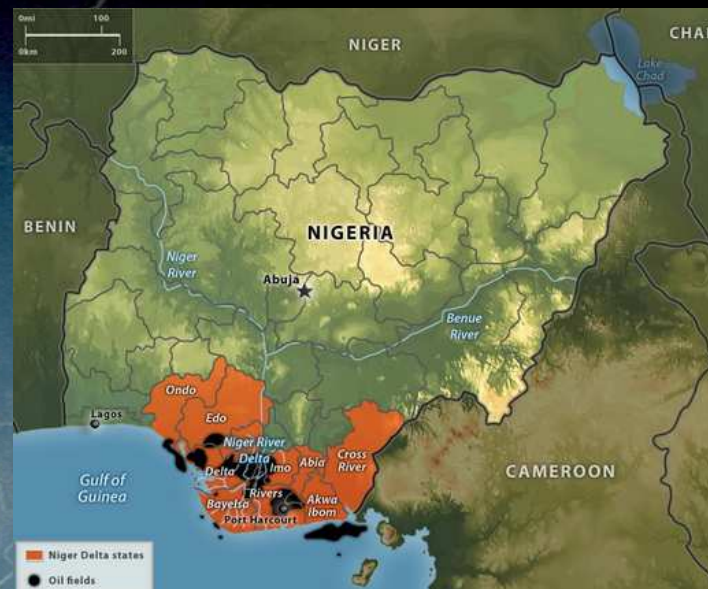 0mi 100
0km 200
NIGER
CHA
Lake
Chad
BENIN
NIGERIA
Niger
River
Abuja
Benue
River
Ondo
Lagos
Edo
Niger River
Delta
Cross
River
Delta
Imo
Abia
Gulf of
Guinea
CAMEROON
Rivers
Bayelsa
Akwa
Ibom
Port Harcourt
Niger Delta states
Oil fields